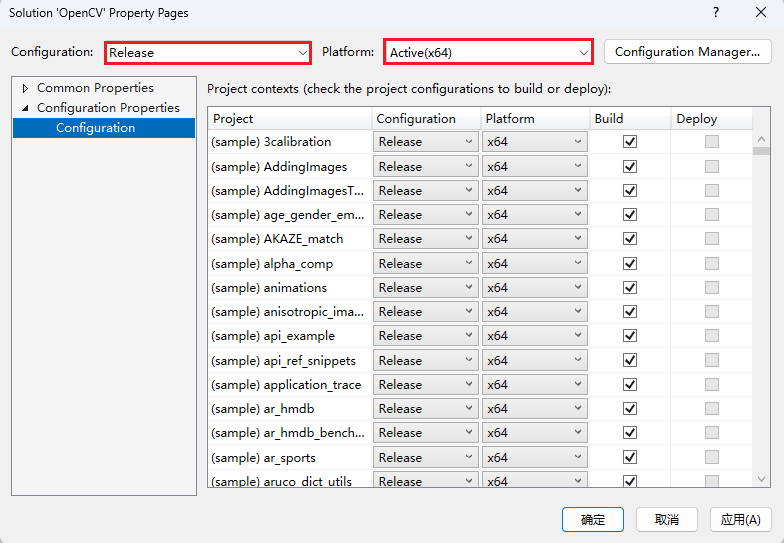 Solution 'OpenCV' Property Pages ?
Configuration: Release Platform: Active(x64) Configuration Manager...
Common Properties
Configuration Properties
Configuration
Project contexts (check the project configurations to build or deploy):
Project Configuration Platform Build Deploy
(sample) 3calibration Release x64
(sample) AddingImages Release x64
(sample) AddingImagesT... Release x64
(sample) age_gender_em... Release x64
(sample) AKAZE_match Release x64
(sample) alpha_comp Release x64
(sample) animations Release x64
(sample) anisotropic_ima... Release x64
(sample) api_example Release x64
(sample) api_ref_snippets Release x64
(sample) application_trace Release x64
(sample) ar_hmdb Release x64
(sample) ar_hmdb_bench... Release x64
(sample) ar_sports Release x64
(sample) aruco_dict_utils Release x64
确定 取消 应用(A)